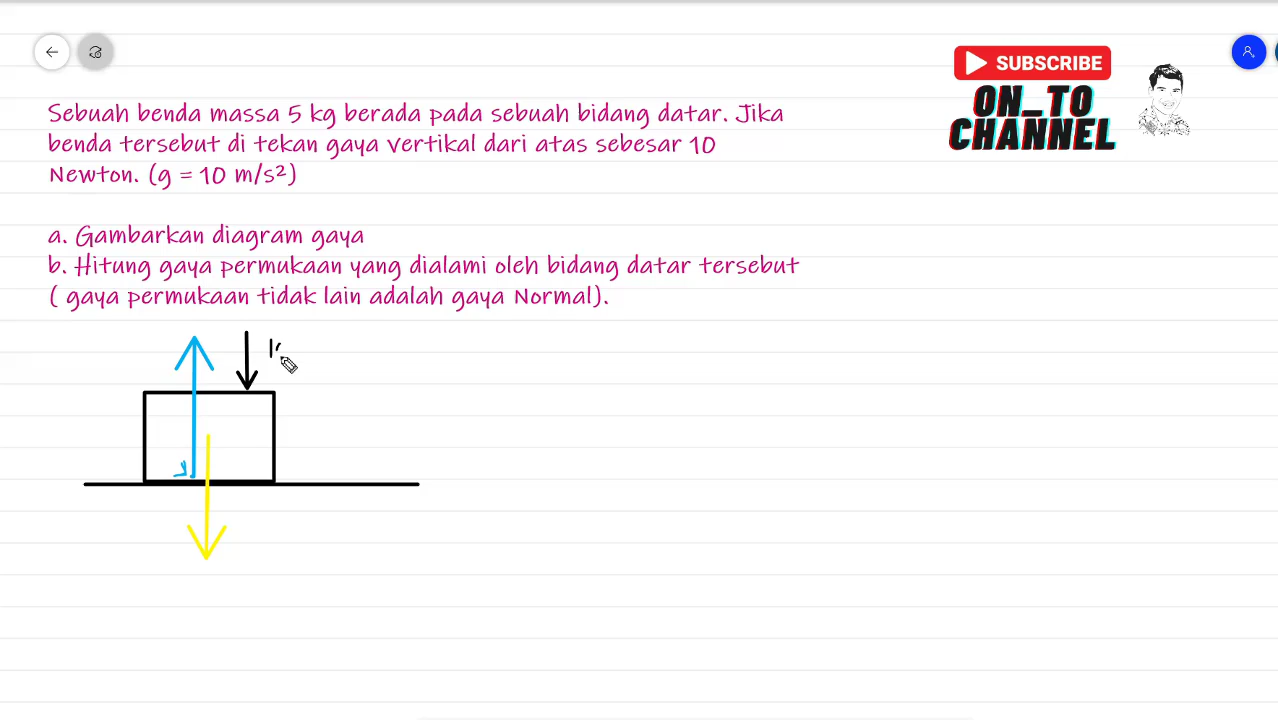 SUBSCRIBE
ON_TO
CHANNEL
Sebuah benda massa 5 kg berada pada sebuah bidang datar. Jika
benda tersebut di tekan gaya vertikal dari atas sebesar 10
Newton. (g = 10 m/s²)
a. Gambarkan diagram gaya
b. Hitung gaya permukaan yang dialami oleh bidang datar tersebut
( gaya permukaan tidak lain adalah gaya Normal).